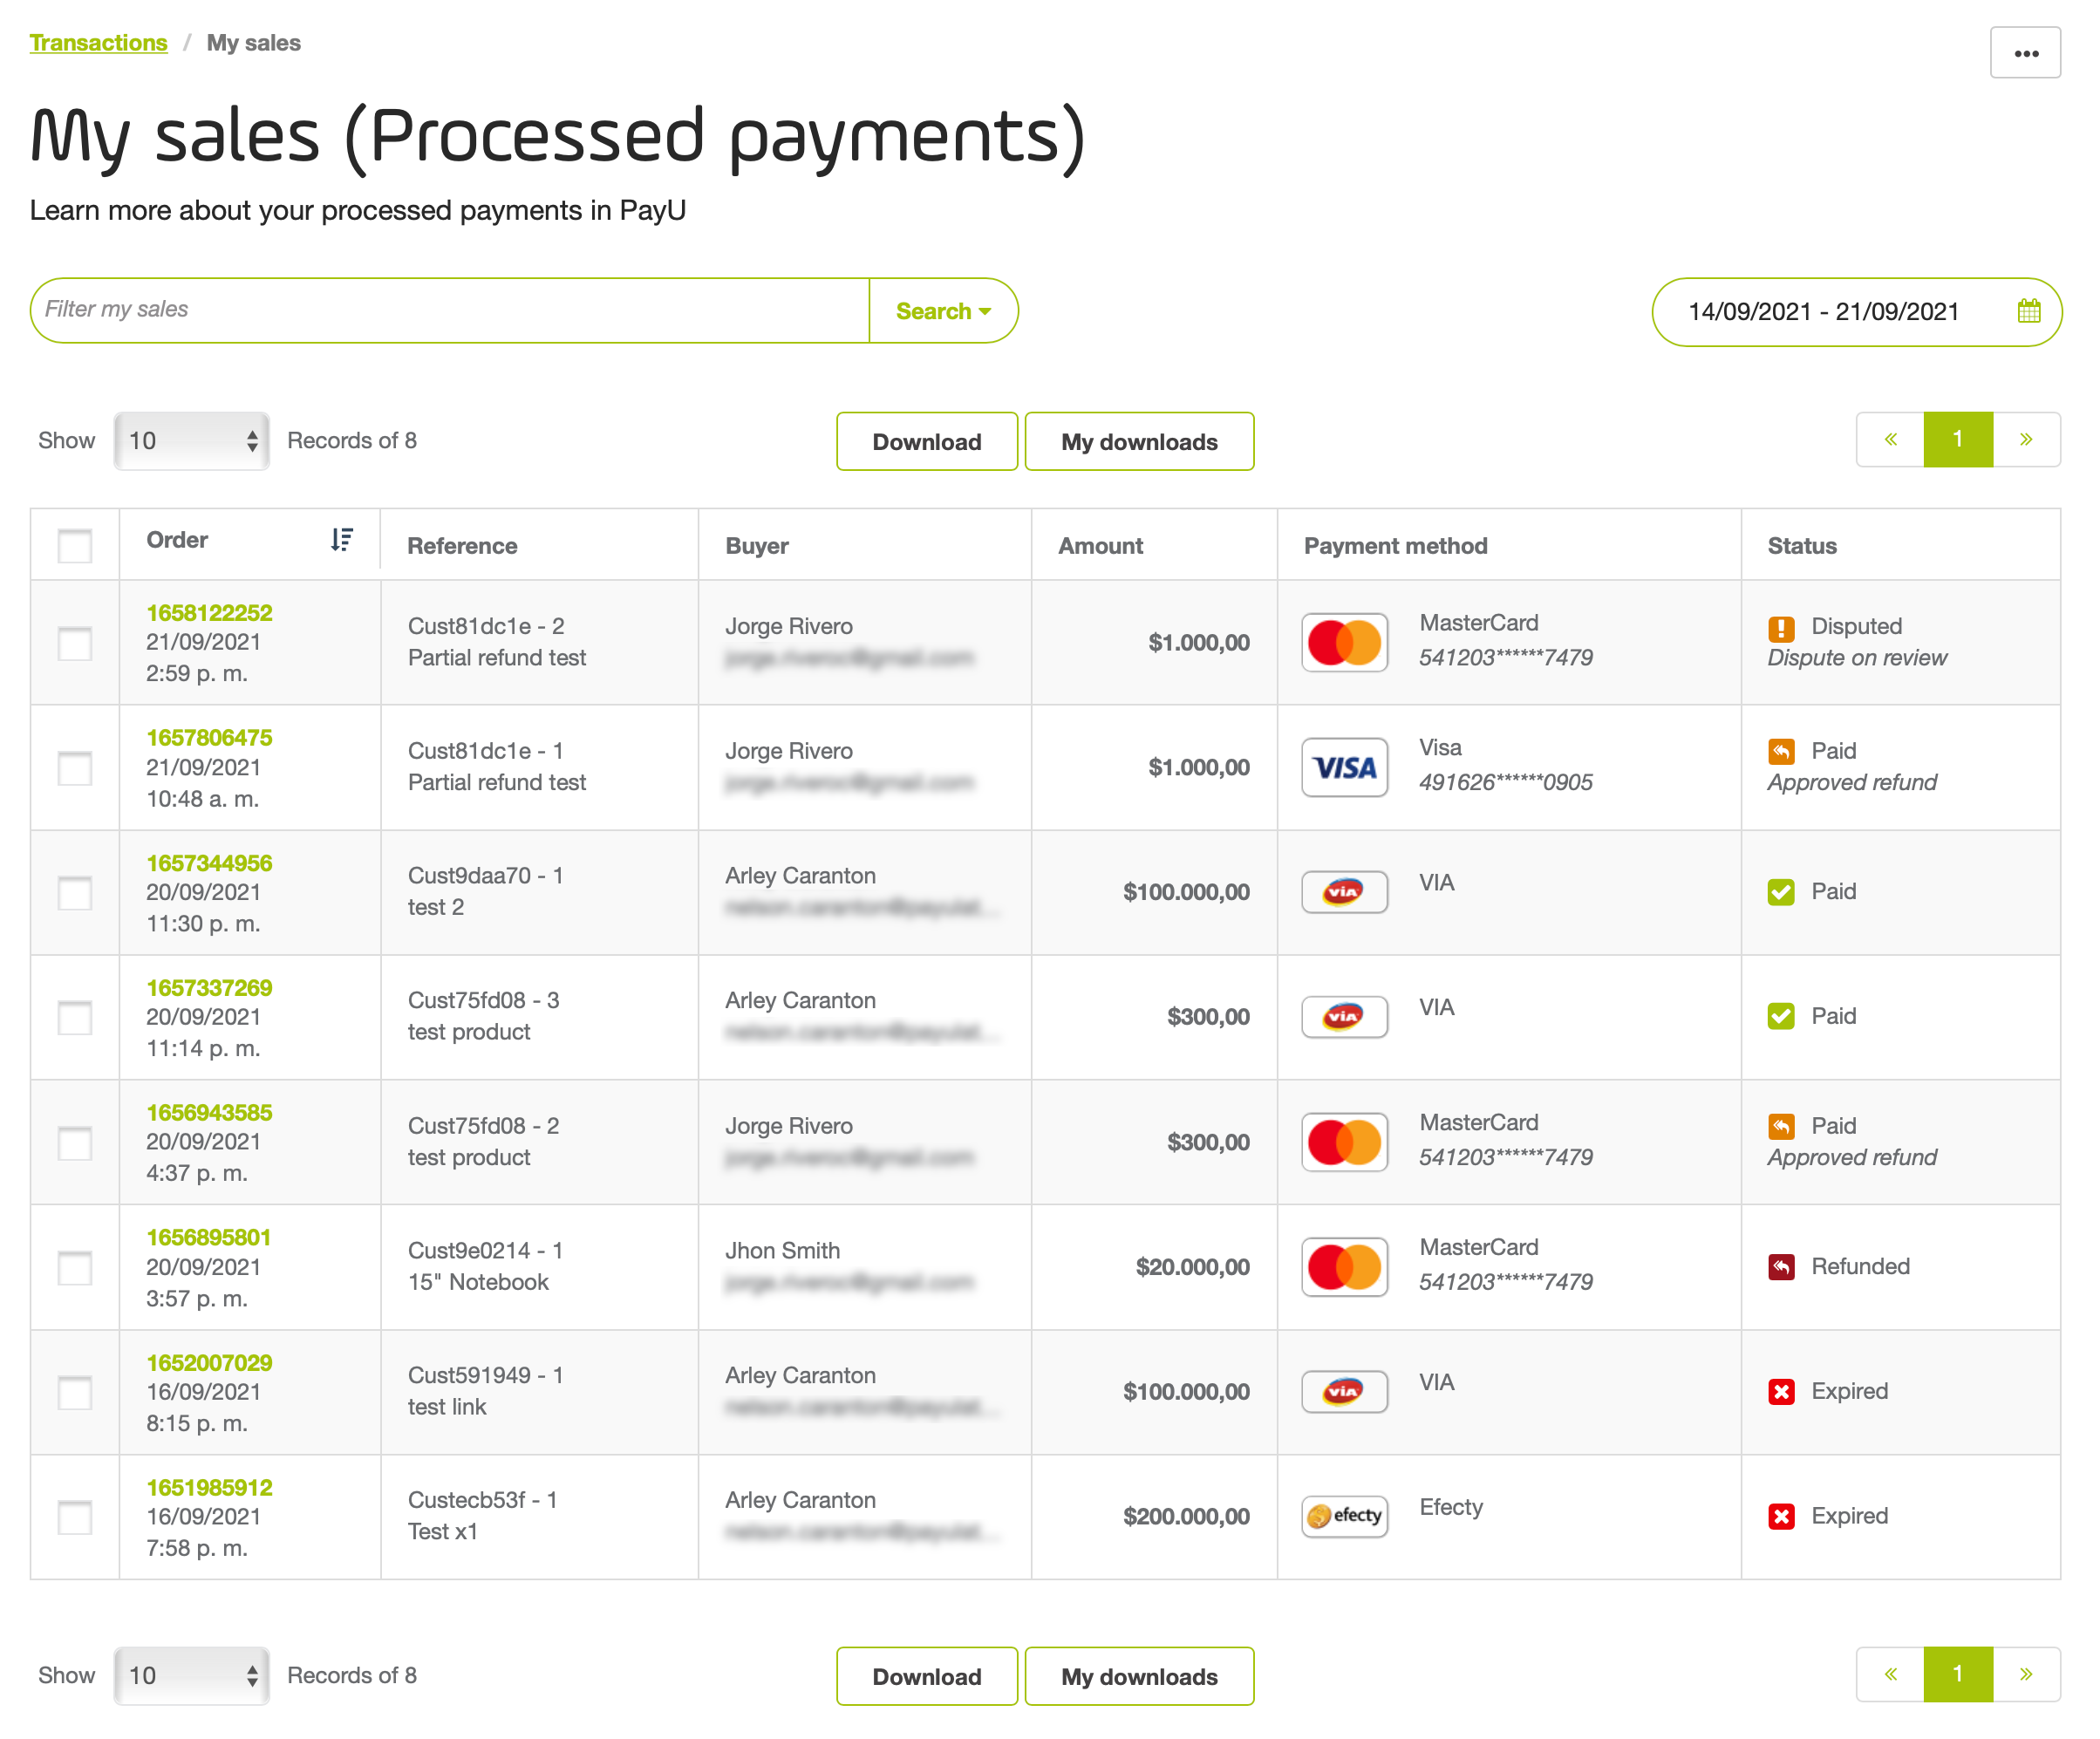 Transactions / My sales
•••
My sales (Processed payments)
Learn more about your processed payments in PayU
Filter my sales
Search
14/09/2021 - 21/09/2021
Show 10 Records of 8
Download
My downloads
« 1 »
Order Reference Buyer Amount Payment method Status
1658122252
21/09/2021
2:59 p. m.
Cust81dc1e - 2
Partial refund test
Jorge Rivero
$1.000,00
MasterCard
541203******7479
Disputed
Dispute on review
1657806475
21/09/2021
10:48 a. m.
Cust81dc1e - 1
Partial refund test
Jorge Rivero
$1.000,00
VISA
Visa
491626******0905
Paid
Approved refund
1657344956
20/09/2021
11:30 p. m.
Cust9daa70 - 1
test 2
Arley Caranton
$100.000,00
via
VIA
Paid
1657337269
20/09/2021
11:14 p. m.
Cust75fd08 - 3
test product
Arley Caranton
$300,00
via
VIA
Paid
1656943585
20/09/2021
4:37 p. m.
Cust75fd08 - 2
test product
Jorge Rivero
$300,00
MasterCard
541203******7479
Paid
Approved refund
1656895801
20/09/2021
3:57 p. m.
Cust9e0214 - 1
15" Notebook
Jhon Smith
$20.000,00
MasterCard
541203******7479
Refunded
1652007029
16/09/2021
8:15 p. m.
Cust591949 - 1
test link
Arley Caranton
$100.000,00
via
VIA
Expired
1651985912
16/09/2021
7:58 p. m.
Custecb53f - 1
Test x1
Arley Caranton
$200.000,00
efecty
Efecty
Expired
Show 10 Records of 8
Download
My downloads
« 1 »